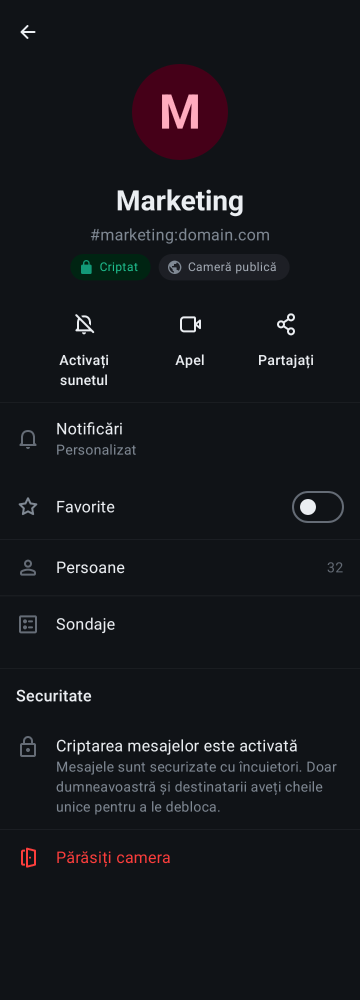 M
Marketing
#marketing:domain.com
Criptat
Cameră publică
Activați
sunetul
Apel
Partajați
Notificări
Personalizat
Favorite
Persoane
32
Sondaje
Securitate
Criptarea mesajelor este activată
Mesajele sunt securizate cu încuietori. Doar
dumneavoastră și destinatarii aveți cheile
unice pentru a le debloca.
Părăsiți camera